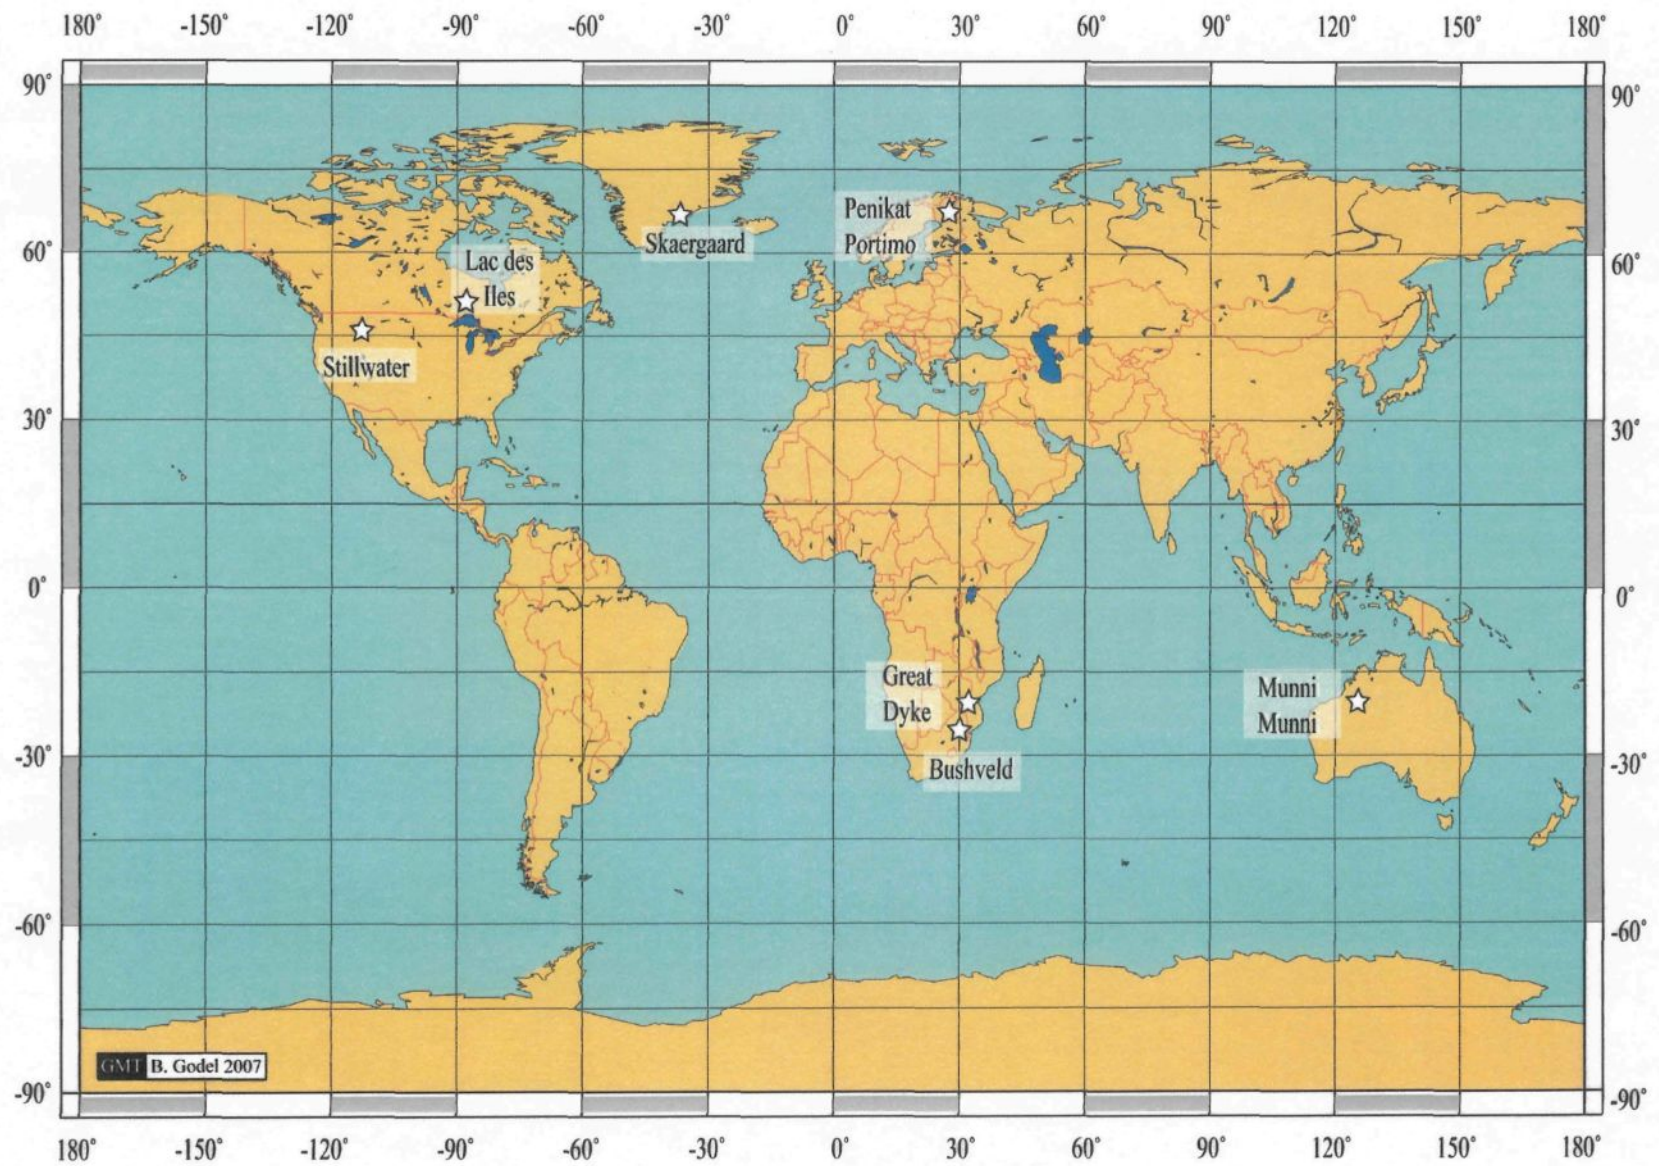 180° -150° -120° -90° -60° -30° 0° 30° 60° 90° 120° 150° 180°
90° 90°
Penikat
Portimo
Skaergaard
60° 60°
Lac des
Iles
Stillwater
30° 30°
0° 0°
Great
Dyke
Munni
Munni
Bushveld
-30° -30°
-60° -60°
GMT B. Godel 2007
-90° -90°
180° -150° -120° -90° -60° -30° 0° 30° 60° 90° 120° 150° 180°